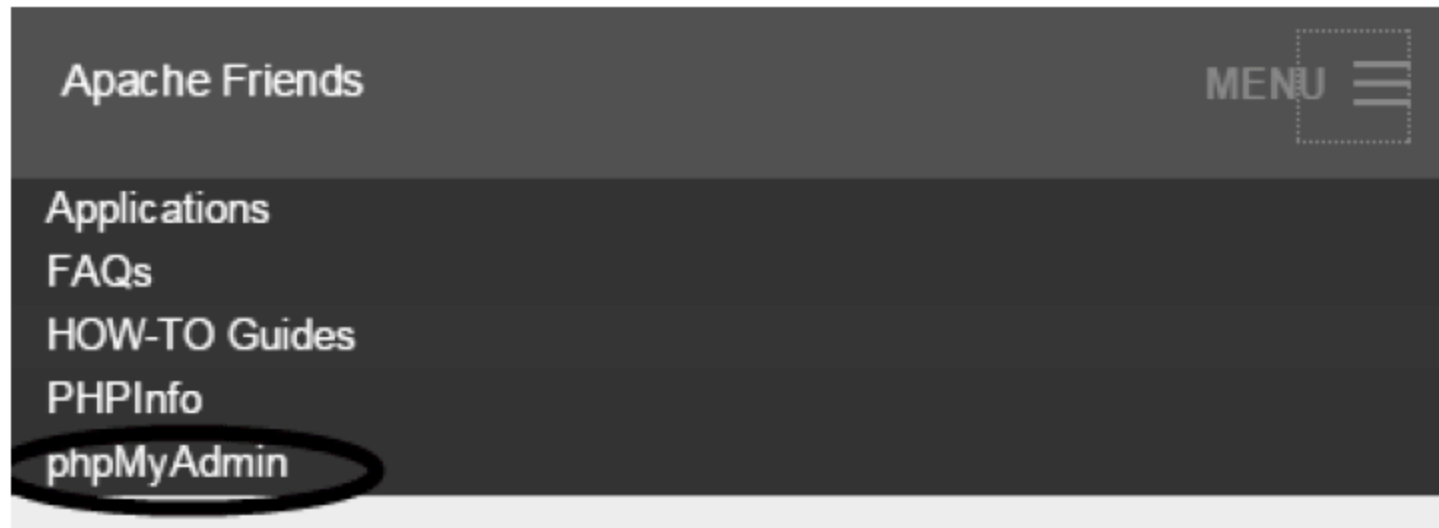 Apache Friends
MENU
Applications
FAQs
HOW-TO Guides
PHPInfo
phpMyAdmin